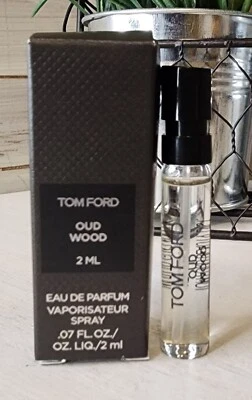 TOM FORD
OUD
WOOD
2 ML
EAU DE PARFUM
VAPORISATEUR
SPRAY
.07 FL.OZ./
OZ. LIQ./2 ml
TOM FORD
OUD
WOOD